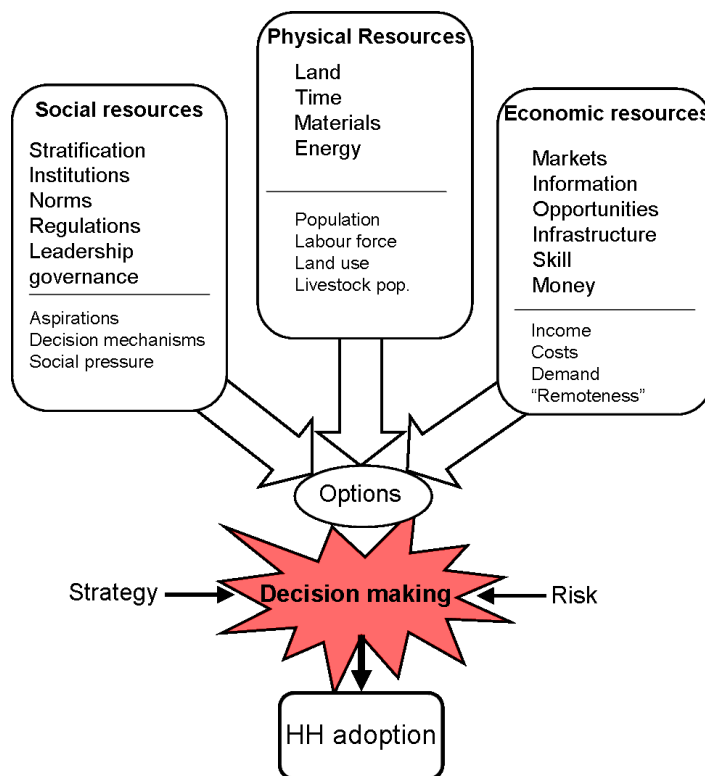 Social resources
Stratification
Institutions
Norms
Regulations
Leadership
governance
Aspirations
Decision mechanisms
Social pressure
Physical Resources
Land
Time
Materials
Energy
Population
Labour force
Land use
Livestock pop.
Economic resources
Markets
Information
Opportunities
Infrastructure
Skill
Money
Income
Costs
Demand
“Remoteness”
Options
Strategy
Decision making
Risk
HH adoption